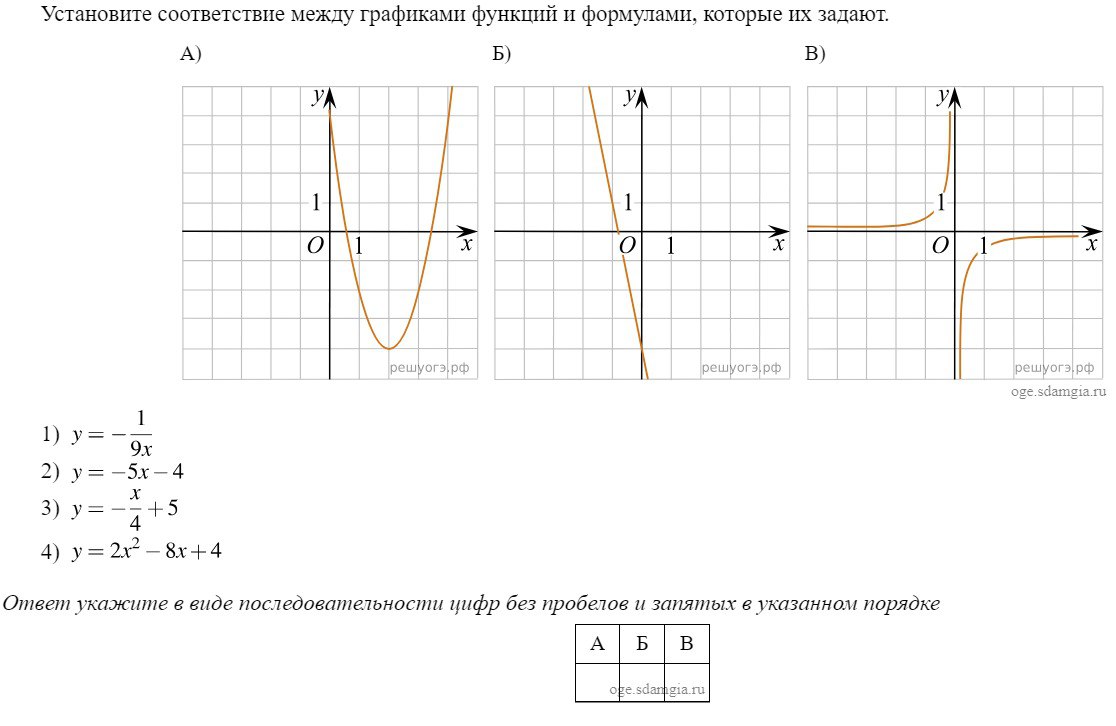 Установите соответствие между графиками функций и формулами, которые их задают.
А) Б) В)
y y y
1 1 1
O 1 x O 1 x O 1 x
решуогэ.рф решуогэ.рф решуогэ.рф
oge.sdamgia.ru
1) y = −1/(9x)
2) y = −5x − 4
3) y = −x/4 + 5
4) y = 2x² − 8x + 4
Ответ укажите в виде последовательности цифр без пробелов и запятых в указанном порядке
А Б В
oge.sdamgia.ru